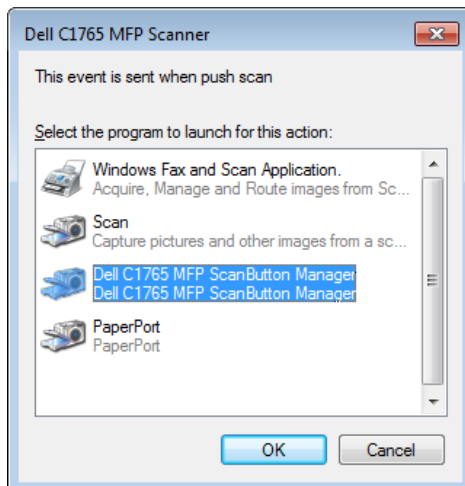 Dell C1765 MFP Scanner
This event is sent when push scan
Select the program to launch for this action:
Windows Fax and Scan Application.
Acquire, Manage and Route images from Sc...
Scan
Capture pictures and other images from a sc...
Dell C1765 MFP ScanButton Manager
Dell C1765 MFP ScanButton Manager
PaperPort
PaperPort
OK Cancel